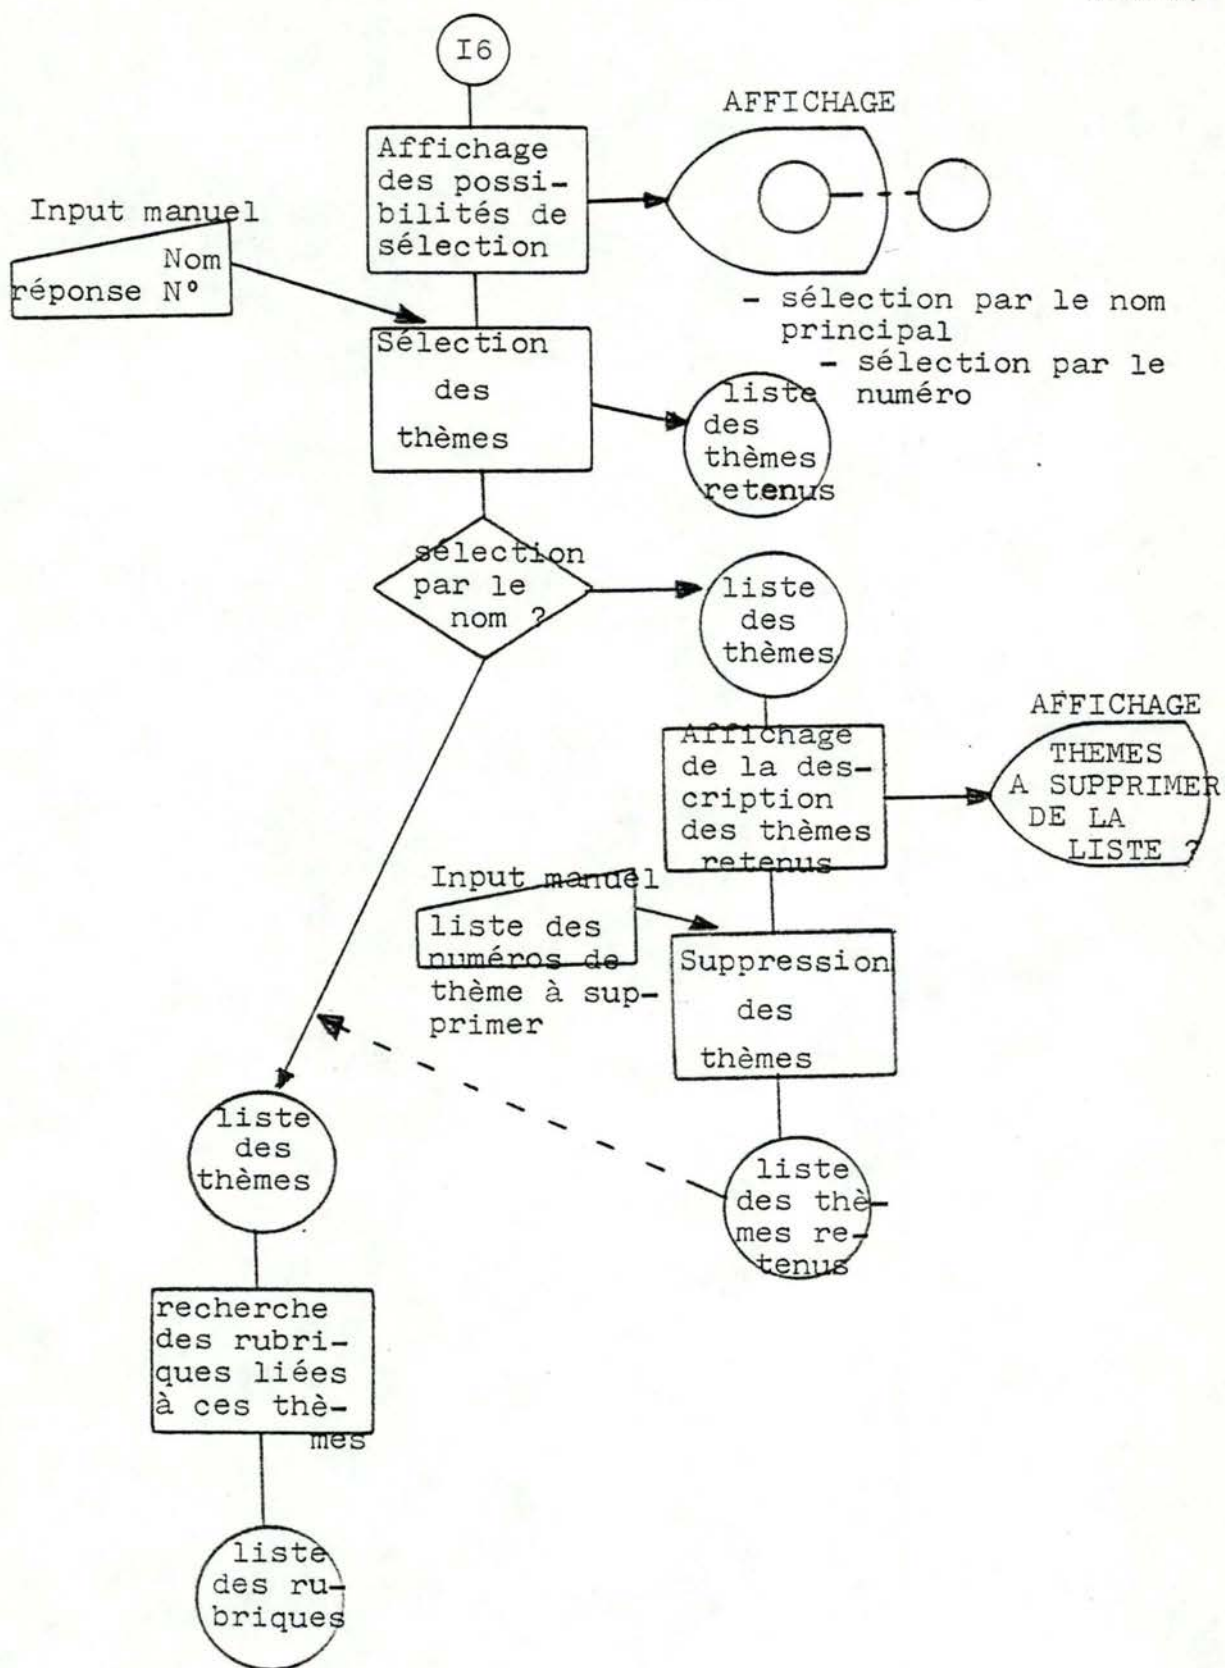 I6
AFFICHAGE
Affichage
des possi-
bilités de
sélection
Input manuel
Nom
réponse N°
- sélection par le nom
principal
- sélection par le
numéro
Sélection
des
thèmes
liste
des
thèmes
retenus
sélection
par le
nom ?
liste
des
thèmes
Affichage
de la des-
cription
des thèmes
retenus
AFFICHAGE
THEMES
A SUPPRIMER
DE LA
LISTE ?
Input manuel
liste des
numéros de
thème à sup-
primer
Suppression
des
thèmes
liste
des
thèmes
liste
des thè-
mes re-
tenus
recherche
des rubri-
ques liées
à ces thè-
mes
liste
des ru-
briques